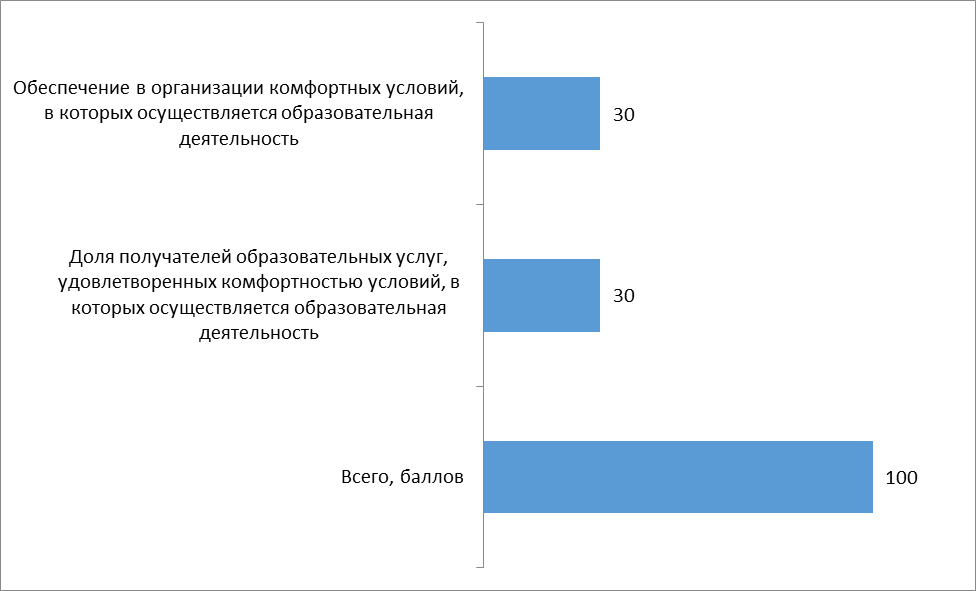 Обеспечение в организации комфортных условий,
в которых осуществляется образовательная
деятельность
30
Доля получателей образовательных услуг,
удовлетворенных комфортностью условий, в
которых осуществляется образовательная
деятельность
30
Всего, баллов
100